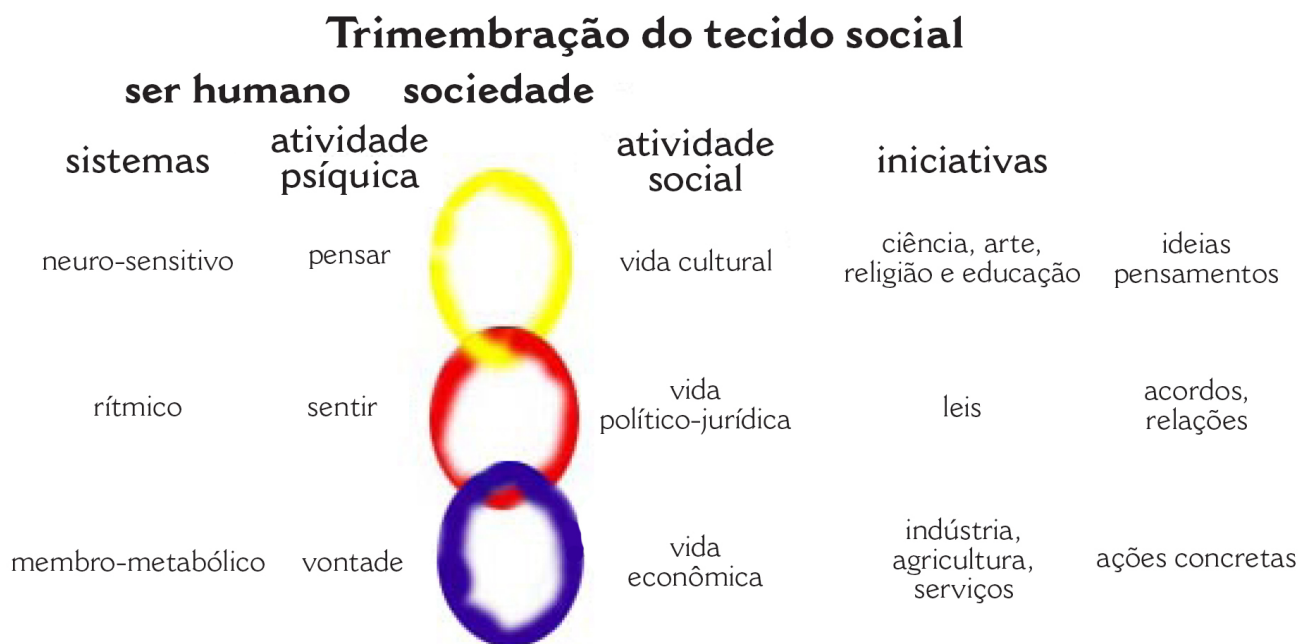 Trimembração do tecido social
ser humano sociedade
sistemas
atividade
psíquica
atividade
social
iniciativas
neuro-sensitivo
pensar
vida cultural
ciência, arte,
religião e educação
ideias
pensamentos
rítmico
sentir
vida
político-jurídica
leis
acordos,
relações
membro-metabólico
vontade
vida
econômica
indústria,
agricultura,
serviços
ações concretas